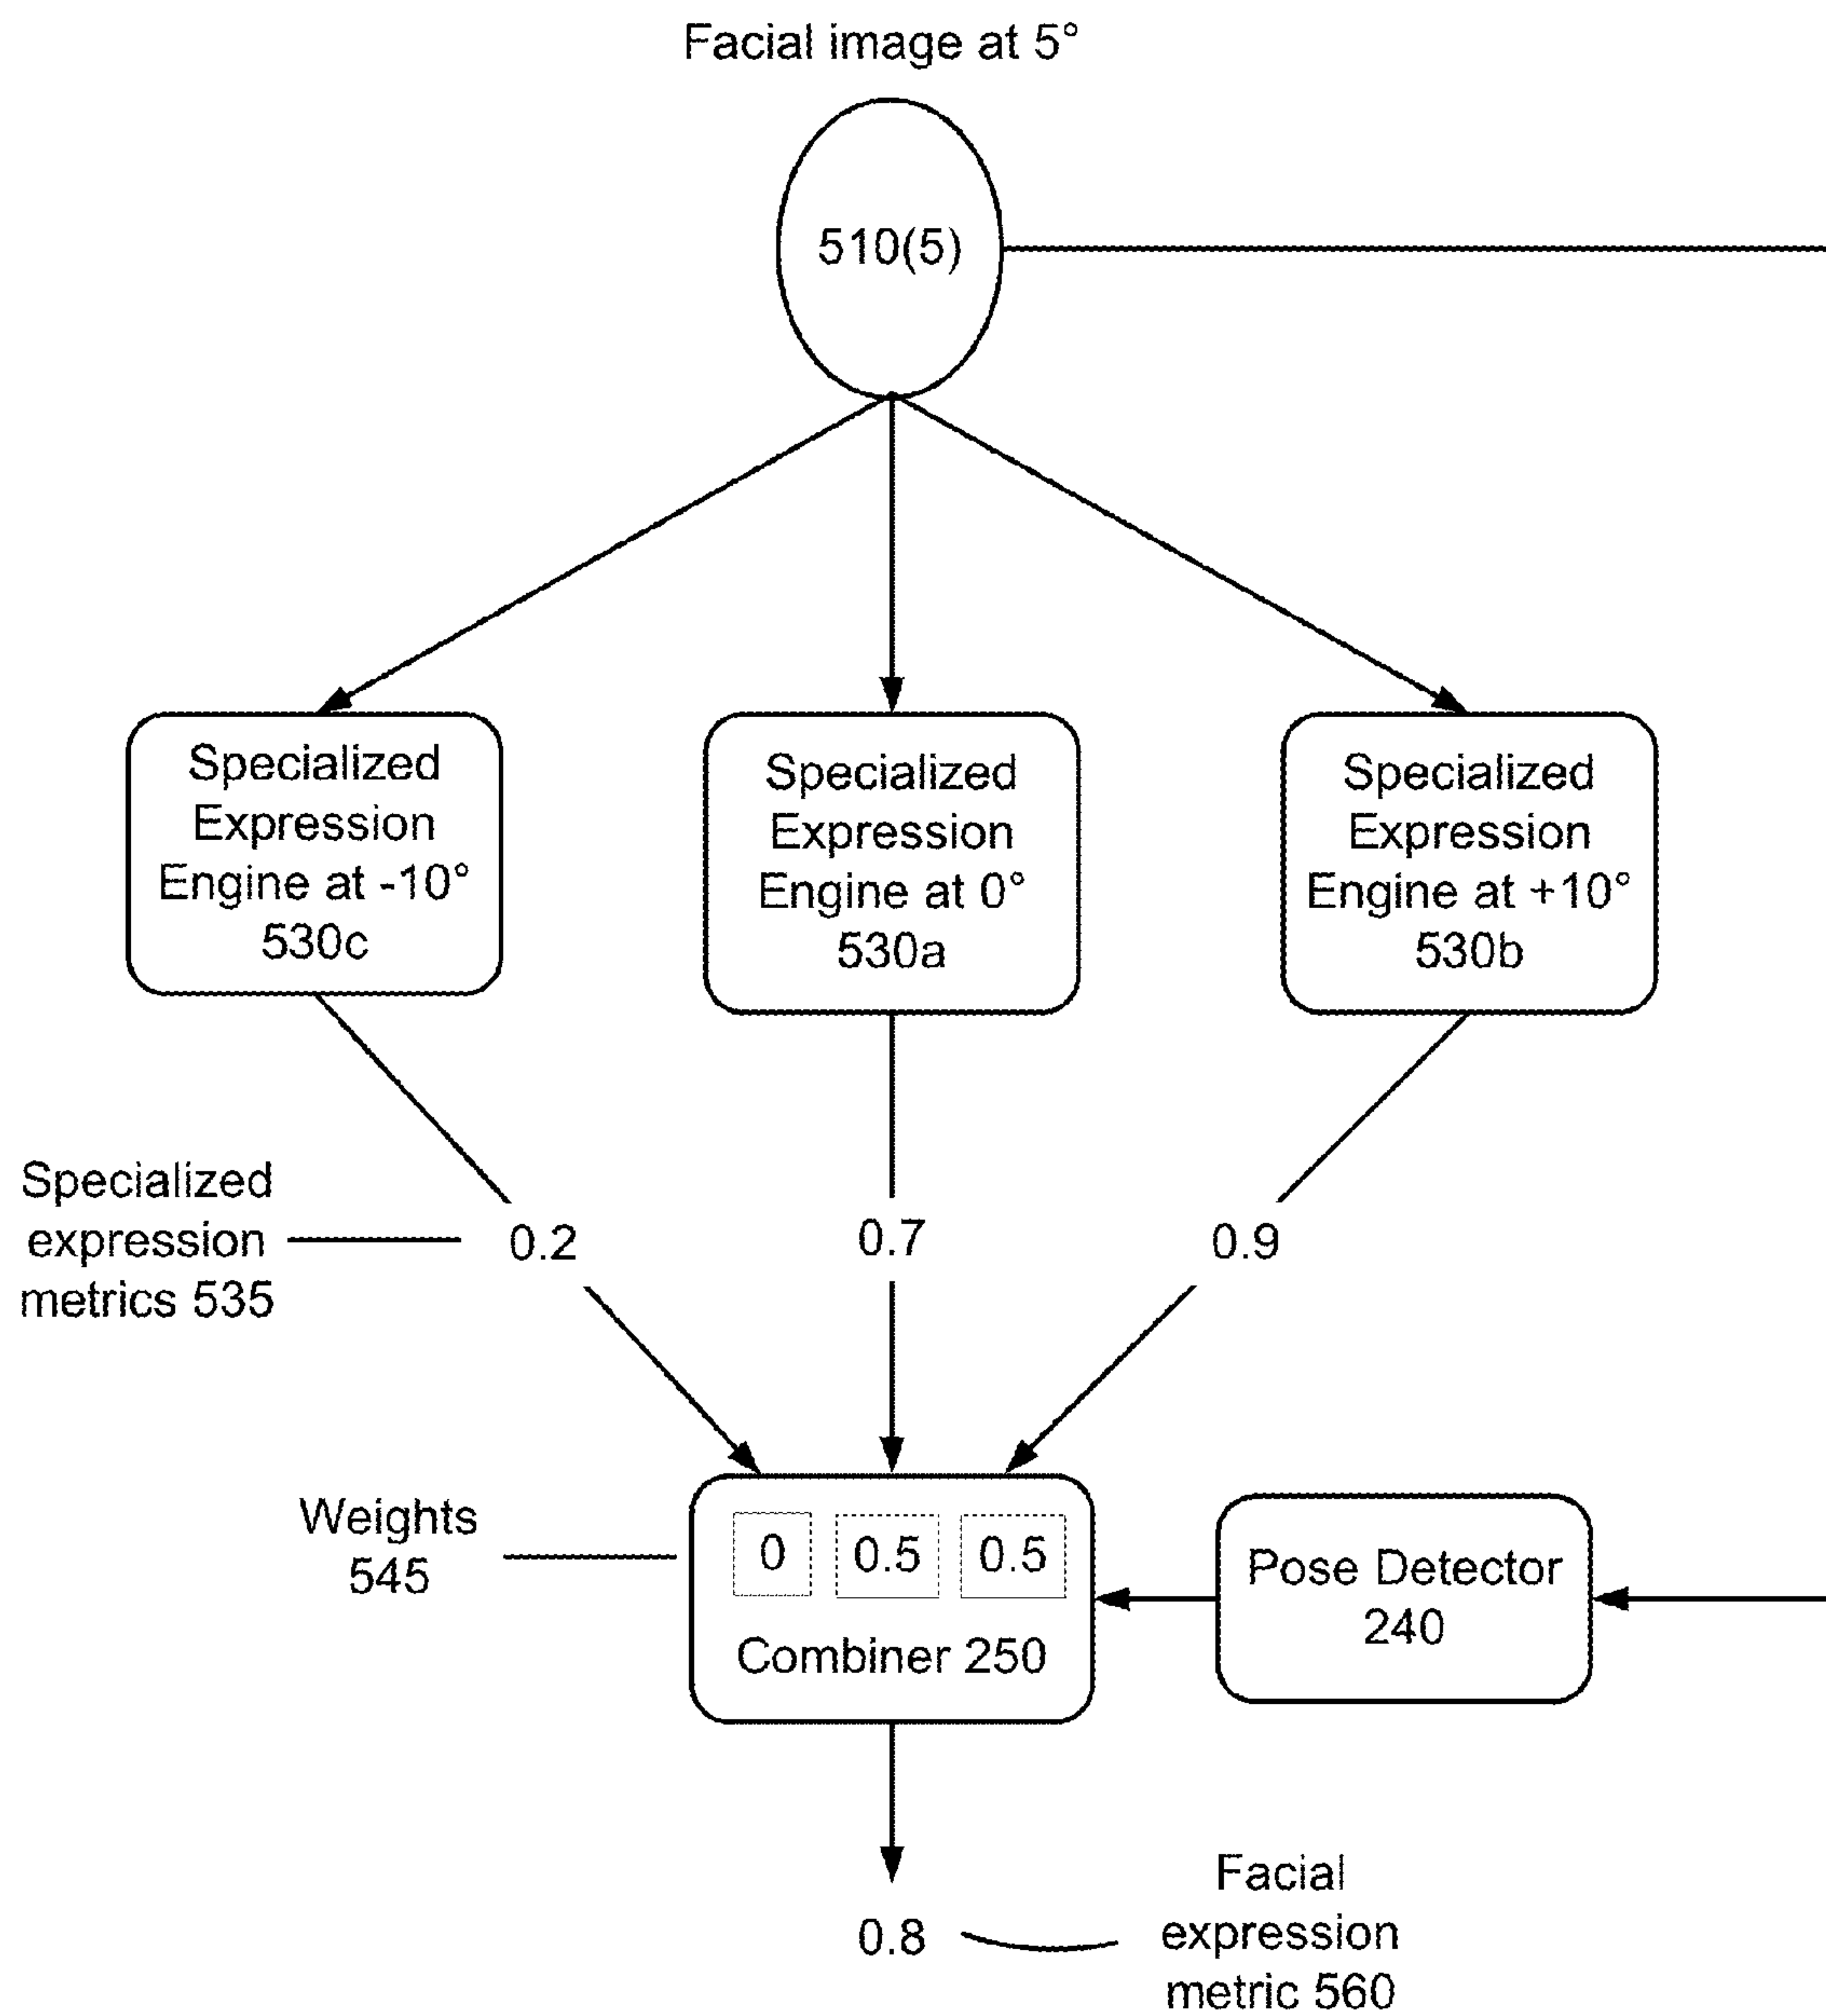 Facial image at 5°
510(5)
Specialized
Expression
Engine at -10°
530c
Specialized
Expression
Engine at 0°
530a
Specialized
Expression
Engine at +10°
530b
Specialized
expression
metrics 535
0.2
0.7
0.9
Weights
545
0
0.5
0.5
Combiner 250
Pose Detector
240
0.8
Facial
expression
metric 560